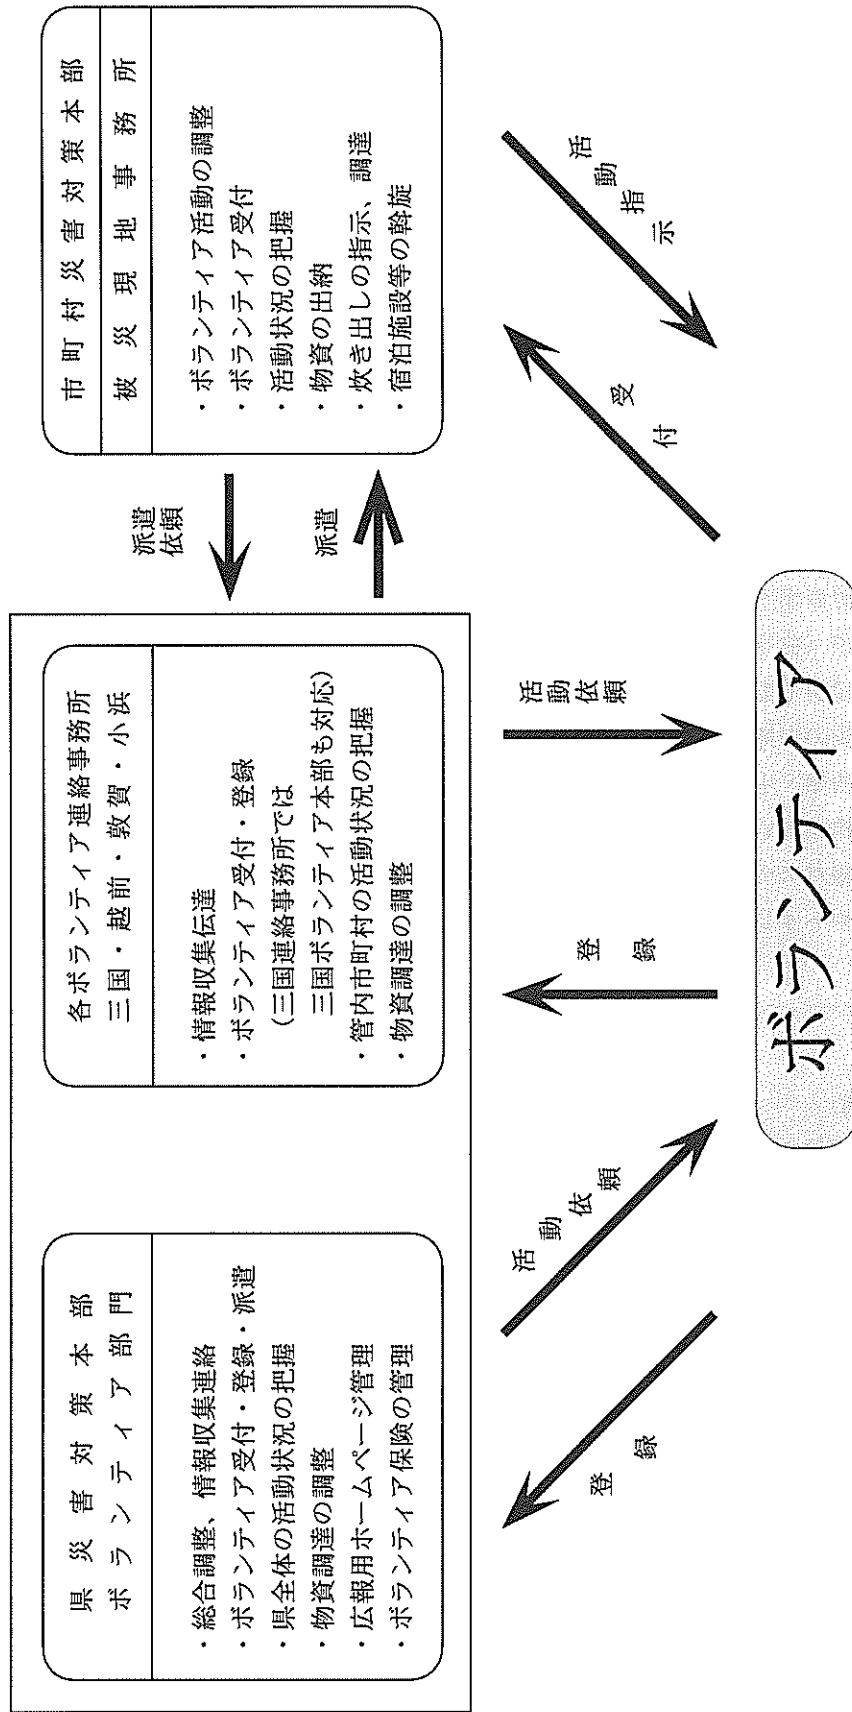 県災害対策本部
ボランティア部門
・総合調整、情報収集連絡
・ボランティア受付・登録・派遣
・県全体の活動状況の把握
・物資調達の調整
・広報用ホームページ管理
・ボランティア保険の管理
各ボランティア連絡事務所
三国・越前・敦賀・小浜
・情報収集伝達
・ボランティア受付・登録
(三国連絡事務所では
三国ボランティア本部も対応)
・管内市町村の活動状況の把握
・物資調達の調整
派遣
依頼
派遣
市町村災害対策本部
被災現地事務所
・ボランティア活動の調整
・ボランティア受付
・活動状況の把握
・物資の出納
・炊き出しの指示、調達
・宿泊施設等の斡旋
登録
活動依頼
登録
活動
依頼
受付
活動指示
ボランティア